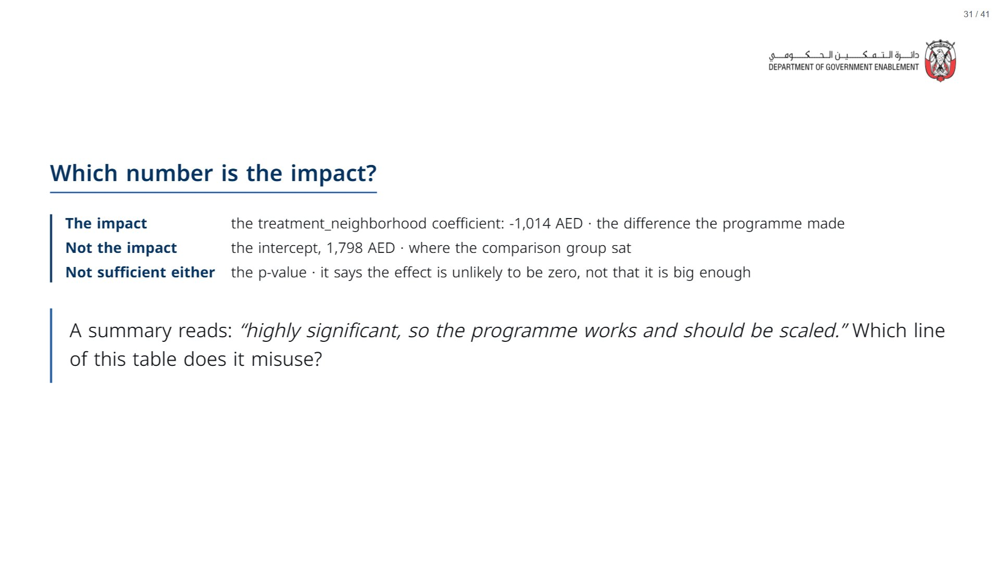 31 / 41
دائرة التمكين الحكومي
DEPARTMENT OF GOVERNMENT ENABLEMENT
Which number is the impact?
The impact the treatment_neighborhood coefficient: -1,014 AED · the difference the programme made
Not the impact the intercept, 1,798 AED · where the comparison group sat
Not sufficient either the p-value · it says the effect is unlikely to be zero, not that it is big enough
A summary reads: “highly significant, so the programme works and should be scaled.” Which line
of this table does it misuse?